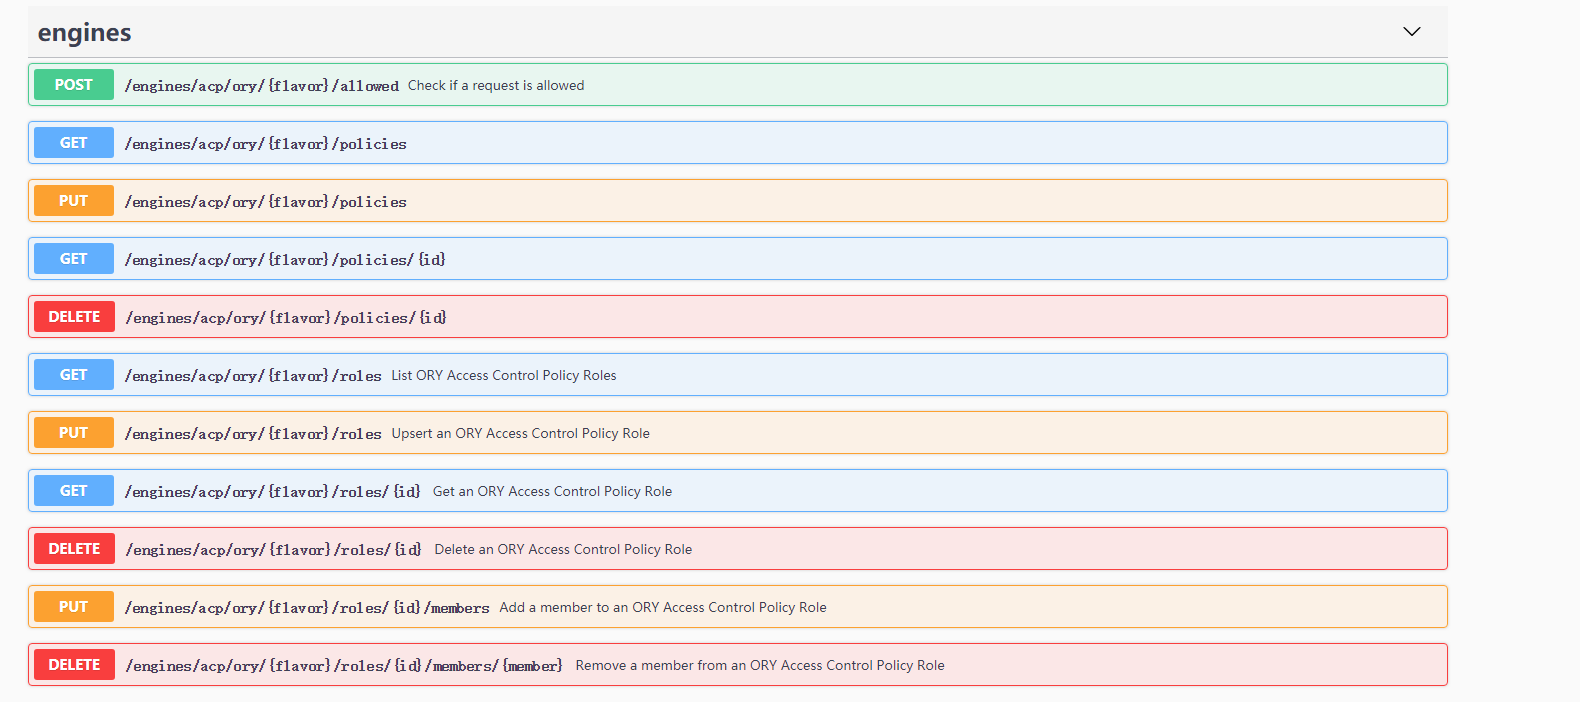 engines
POST /engines/acp/ory/{flavor}/allowed Check if a request is allowed
GET /engines/acp/ory/{flavor}/policies
PUT /engines/acp/ory/{flavor}/policies
GET /engines/acp/ory/{flavor}/policies/{id}
DELETE /engines/acp/ory/{flavor}/policies/{id}
GET /engines/acp/ory/{flavor}/roles List ORY Access Control Policy Roles
PUT /engines/acp/ory/{flavor}/roles Upsert an ORY Access Control Policy Role
GET /engines/acp/ory/{flavor}/roles/{id} Get an ORY Access Control Policy Role
DELETE /engines/acp/ory/{flavor}/roles/{id} Delete an ORY Access Control Policy Role
PUT /engines/acp/ory/{flavor}/roles/{id}/members Add a member to an ORY Access Control Policy Role
DELETE /engines/acp/ory/{flavor}/roles/{id}/members/{member} Remove a member from an ORY Access Control Policy Role